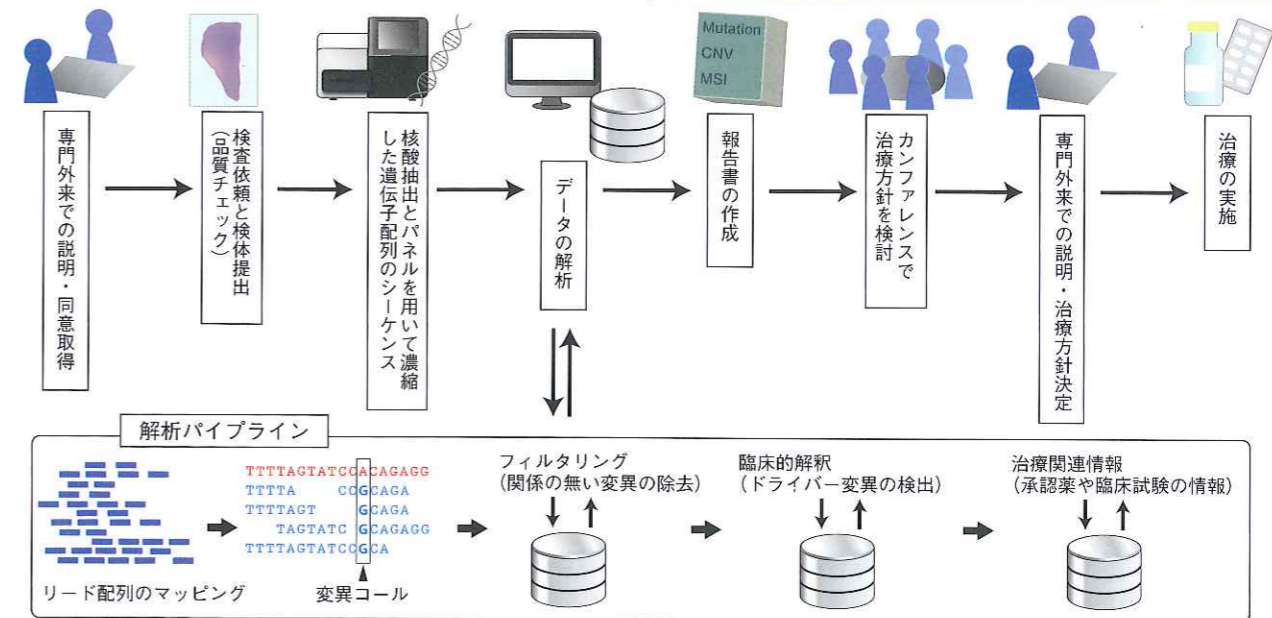 Mutation
CNV
MSI
専門外来での説明・同意取得
検査依頼と検体提出
(品質チェック)
核酸抽出とパネルを用いて濃縮
した遺伝子配列のシーケンス
データの解析
報告書の作成
カンファレンスで
治療方針を検討
専門外来での説明・治療方針決定
治療の実施
解析パイプライン
リード配列のマッピング
TTTTAGTATCCACAGAGG
TTTTA CCGCAGA
TTTTAGT GCAGA
TAGTATC GCAGAGG
TTTTAGTATCCGCA
変異コール
フィルタリング
(関係の無い変異の除去)
臨床的解釈
(ドライバー変異の検出)
治療関連情報
(承認薬や臨床試験の情報)